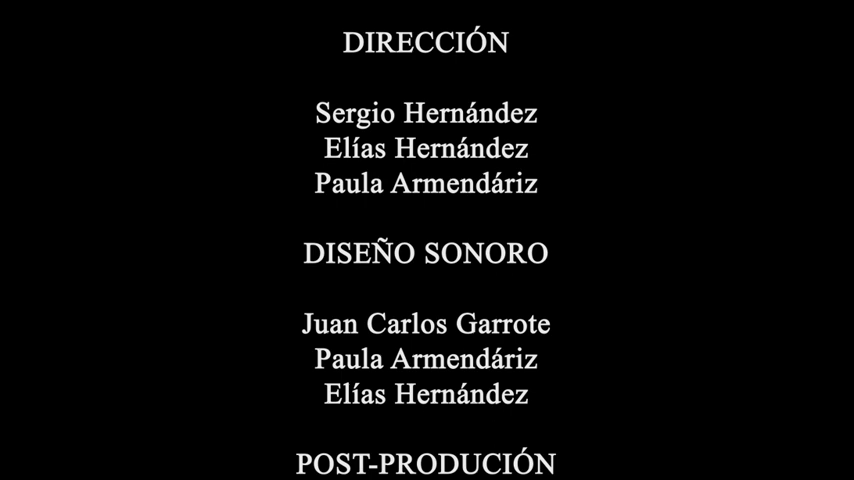 DIRECCIÓN
Sergio Hernández
Elías Hernández
Paula Armendáriz
DISEÑO SONORO
Juan Carlos Garrote
Paula Armendáriz
Elías Hernández
POST-PRODUCIÓN